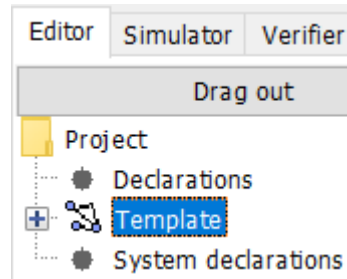 Editor Simulator Verifier
Drag out
Project
Declarations
Template
System declarations